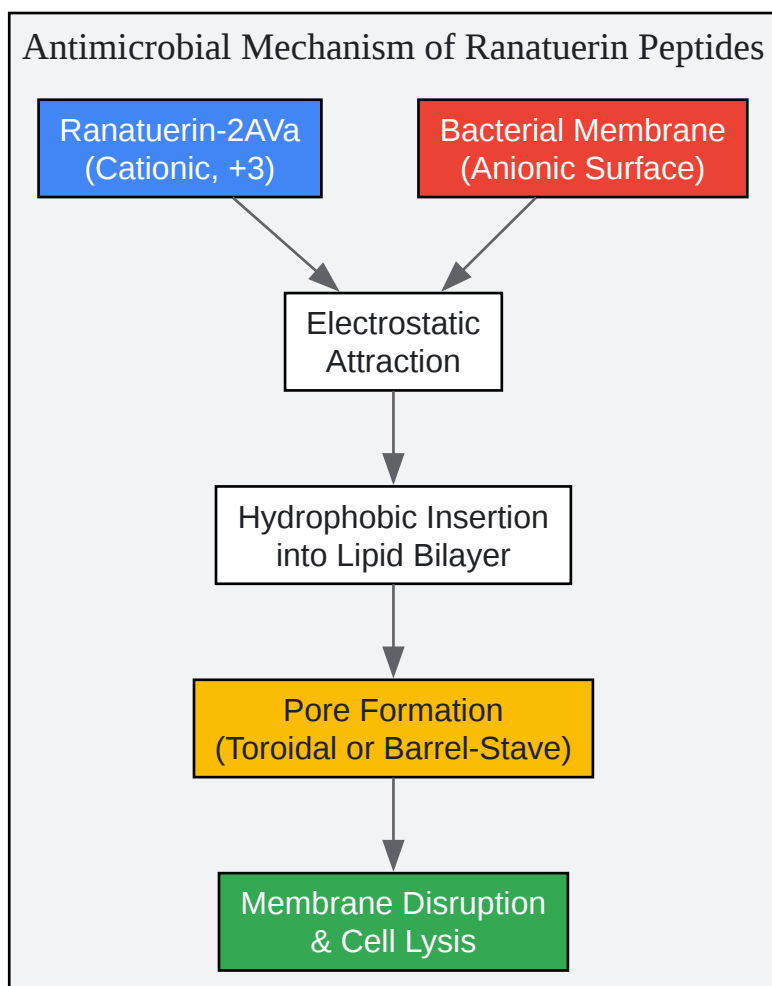 Antimicrobial Mechanism of Ranatuerin Peptides
Ranatuerin-2AVa
(Cationic, +3)
Bacterial Membrane
(Anionic Surface)
Electrostatic
Attraction
Hydrophobic Insertion
into Lipid Bilayer
Pore Formation
(Toroidal or Barrel-Stave)
Membrane Disruption
& Cell Lysis